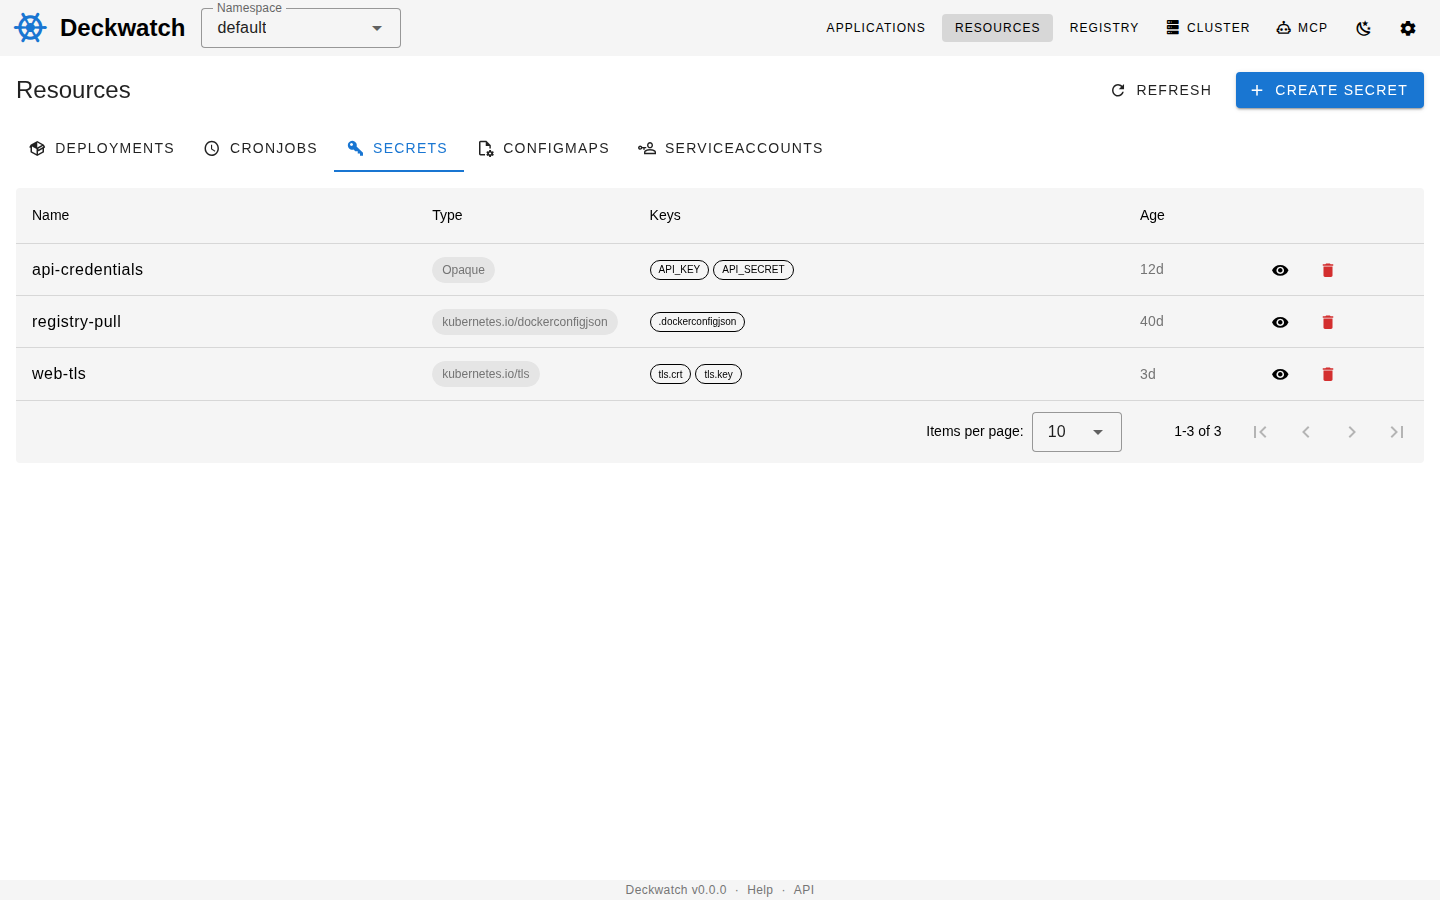 Deckwatch
Namespace
default
APPLICATIONS
RESOURCES
REGISTRY
CLUSTER
MCP
Resources
REFRESH
CREATE SECRET
DEPLOYMENTS
CRONJOBS
SECRETS
CONFIGMAPS
SERVICEACCOUNTS
Name Type Keys Age
api-credentials Opaque API_KEY API_SECRET 12d
registry-pull kubernetes.io/dockerconfigjson .dockerconfigjson 40d
web-tls kubernetes.io/tls tls.crt tls.key 3d
Items per page: 10 1-3 of 3
Deckwatch v0.0.0 · Help · API